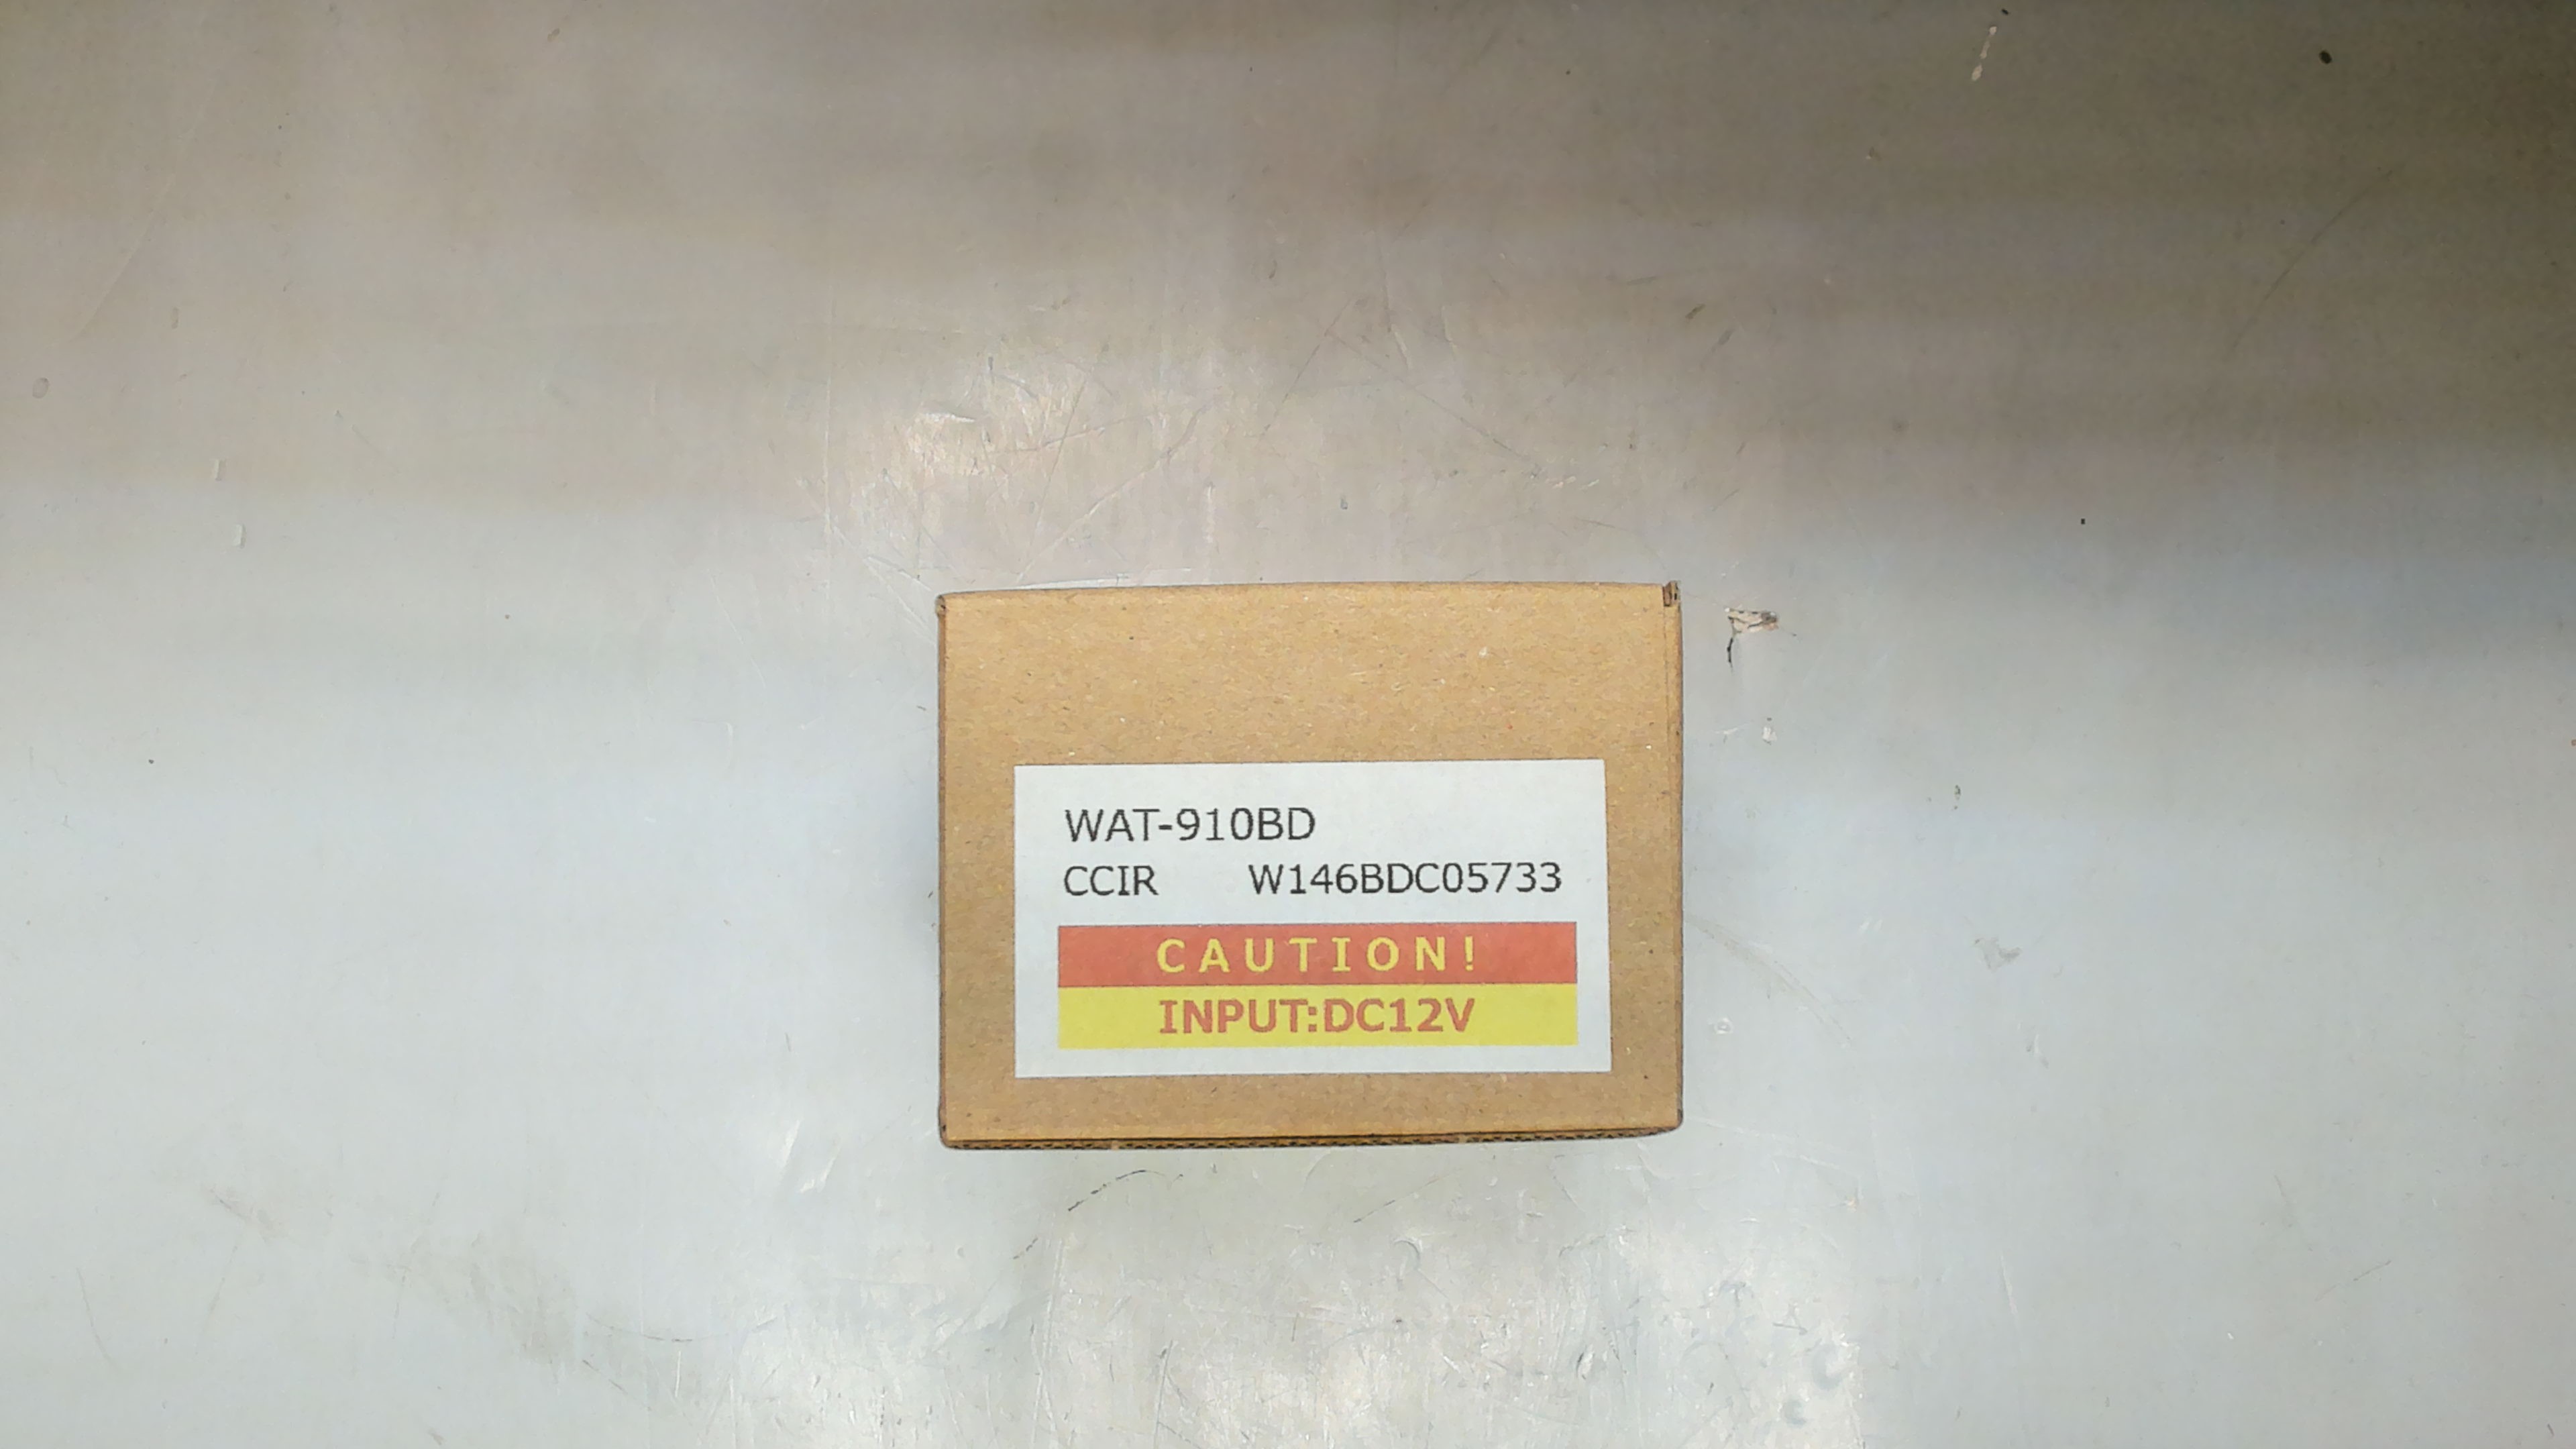 WAT-910BD
CCIR W146BDC05733
CAUTION!
INPUT:DC12V